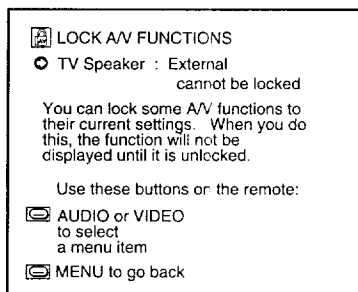 LOCK A/V FUNCTIONS
TV Speaker : External
cannot be locked
You can lock some A/V functions to
their current settings. When you do
this, the function will not be
displayed until it is unlocked.
Use these buttons on the remote:
AUDIO or VIDEO
to select
a menu item
MENU to go back